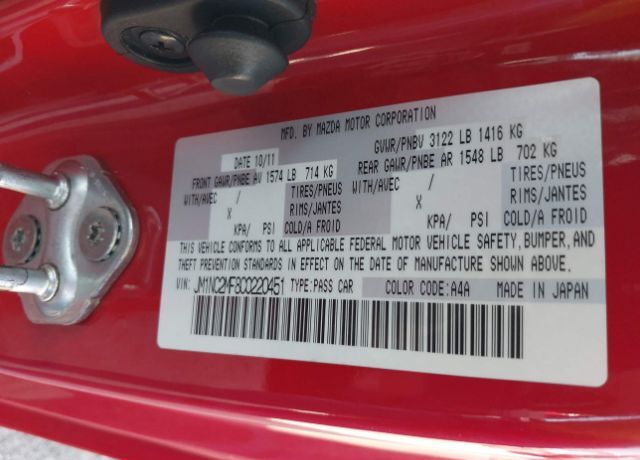 MFD. BY MAZDA MOTOR CORPORATION
DATE 10/11 GVWR/PNBV 3122 LB 1416 KG
FRONT GAWR/PNBE AV 1574 LB 714 KG REAR GAWR/PNBE AR 1548 LB 702 KG
WITH/AVEC / TIRES/PNEUS WITH/AVEC / TIRES/PNEUS
X RIMS/JANTES X RIMS/JANTES
KPA/ PSI COLD/A FROID KPA/ PSI COLD/A FROID
THIS VEHICLE CONFORMS TO ALL APPLICABLE FEDERAL MOTOR VEHICLE SAFETY, BUMPER, AND
THEFT PREVENTION STANDARDS IN EFFECT ON THE DATE OF MANUFACTURE SHOWN ABOVE.
VIN: JM1NC2MF8C0220451 TYPE:PASS CAR COLOR CODE:A4A MADE IN JAPAN